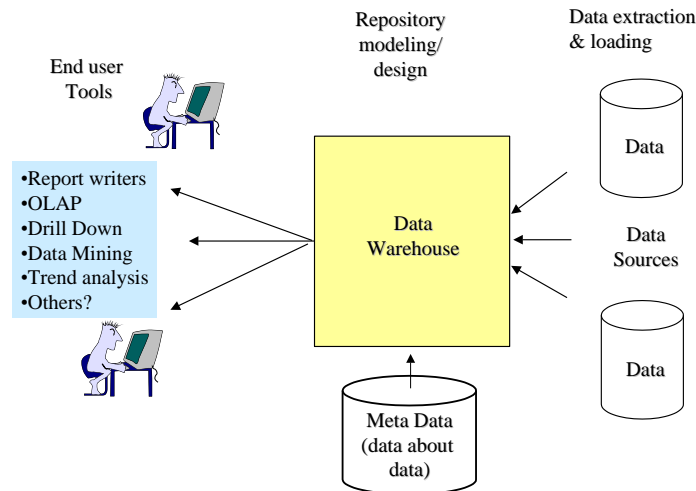 Repository
modeling/
design
Data extraction
& loading
End user
Tools
•Report writers
•OLAP
•Drill Down
•Data Mining
•Trend analysis
•Others?
Data
Warehouse
Data
Data
Sources
Data
Meta Data
(data about
data)